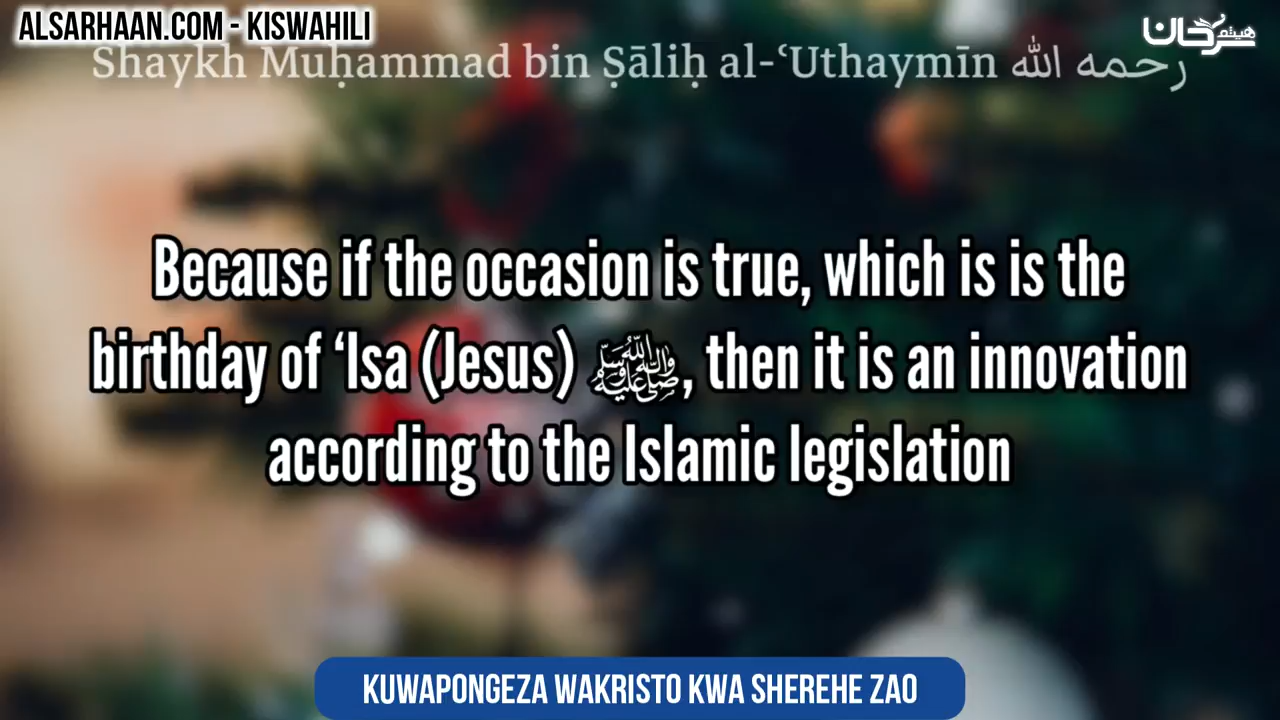 ALSARHAAN.COM - KISWAHILI
هيثم سرحان
Shaykh Muḥammad bin Ṣāliḥ al-ʿUthaymīn رحمه الله
Because if the occasion is true, which is is the
birthday of ‘Isa (Jesus) ﷺ, then it is an innovation
according to the Islamic legislation
KUWAPONGEZA WAKRISTO KWA SHEREHE ZAO